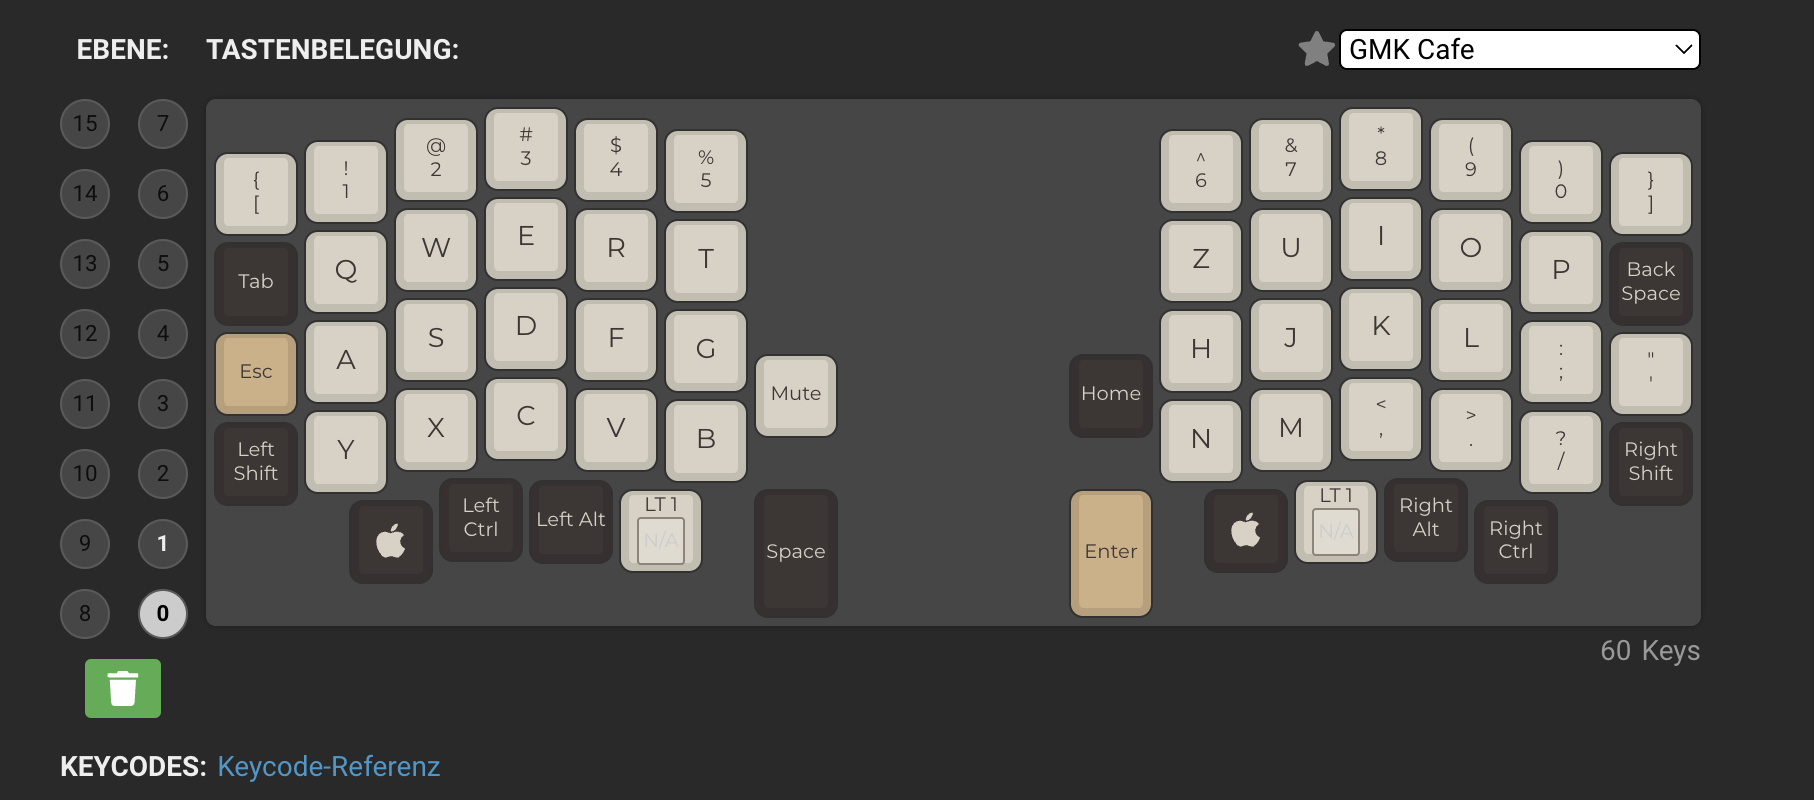 EBENE: TASTENBELEGUNG: GMK Cafe
15 7
14 6
13 5
12 4
11 3
10 2
9 1
8 0
{ ! @ # $ % ^ & * ( ) }
[ 1 2 3 4 5 6 7 8 9 0 ]
Tab Q W E R T Z U I O P Back
Space
Esc A S D F G H J K L : "
; '
Left
Shift Y X C V B Mute Home N M < > ? Right
, . / Shift
Left
Ctrl Left Alt LT 1
N/A Space Enter LT 1
N/A Right
Alt Right
Ctrl
60 Keys
KEYCODES: Keycode-Referenz